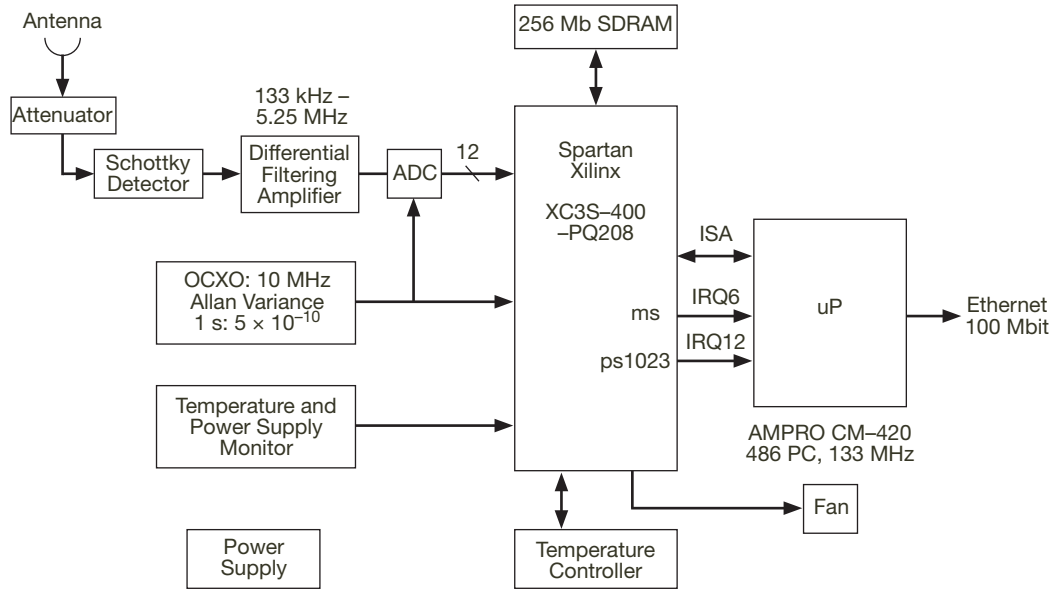 Antenna
256 Mb SDRAM
Attenuator
133 kHz –
5.25 MHz
Schottky
Detector
Differential
Filtering
Amplifier
ADC
12
Spartan
Xilinx
XC3S–400
–PQ208
OCXO: 10 MHz
Allan Variance
1 s: 5 × 10⁻¹⁰
ISA
ms
IRQ6
ps1023
IRQ12
uP
Ethernet
100 Mbit
Temperature and
Power Supply
Monitor
AMPRO CM–420
486 PC, 133 MHz
Fan
Power
Supply
Temperature
Controller